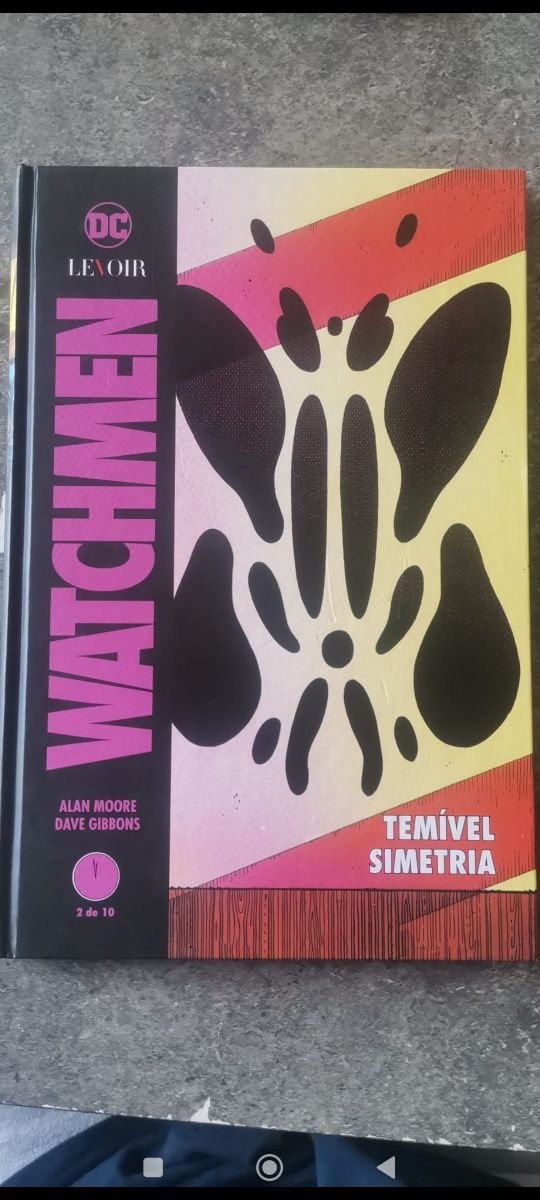 DC
LEVOIR
WATCHMEN
ALAN MOORE
DAVE GIBBONS
2 de 10
TEMÍVEL
SIMETRIA